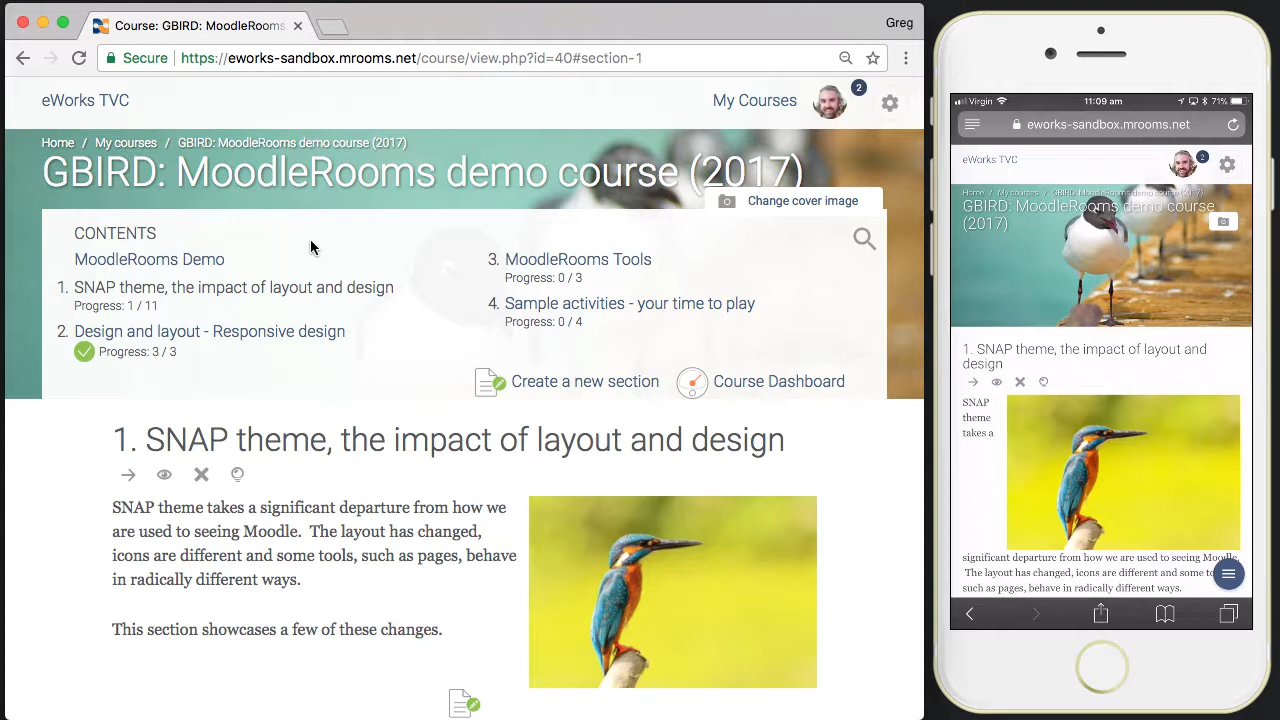 Course: GBIRD: MoodleRooms
Greg
Secure
https://eworks-sandbox.mrooms.net/course/view.php?id=40#section-1
eWorks TVC
My Courses
2
Home / My courses / GBIRD: MoodleRooms demo course (2017)
GBIRD: MoodleRooms demo course (2017)
Change cover image
CONTENTS
MoodleRooms Demo
1. SNAP theme, the impact of layout and design
Progress: 1 / 11
2. Design and layout - Responsive design
Progress: 3 / 3
3. MoodleRooms Tools
Progress: 0 / 3
4. Sample activities - your time to play
Progress: 0 / 4
Create a new section
Course Dashboard
1. SNAP theme, the impact of layout and design
SNAP theme takes a significant departure from how we
are used to seeing Moodle. The layout has changed,
icons are different and some tools, such as pages, behave
in radically different ways.
This section showcases a few of these changes.
Virgin
11:09 am
71%
eworks-sandbox.mrooms.net
eWorks TVC
2
Home / My courses / GBIRD: MoodleRooms demo course (2017)
GBIRD: MoodleRooms demo course
(2017)
1. SNAP theme, the impact of layout and
design
SNAP
theme
takes a
significant departure from how we are used to seeing Moodle.
The layout has changed, icons are different and some
such as pages, behave in radically different ways.